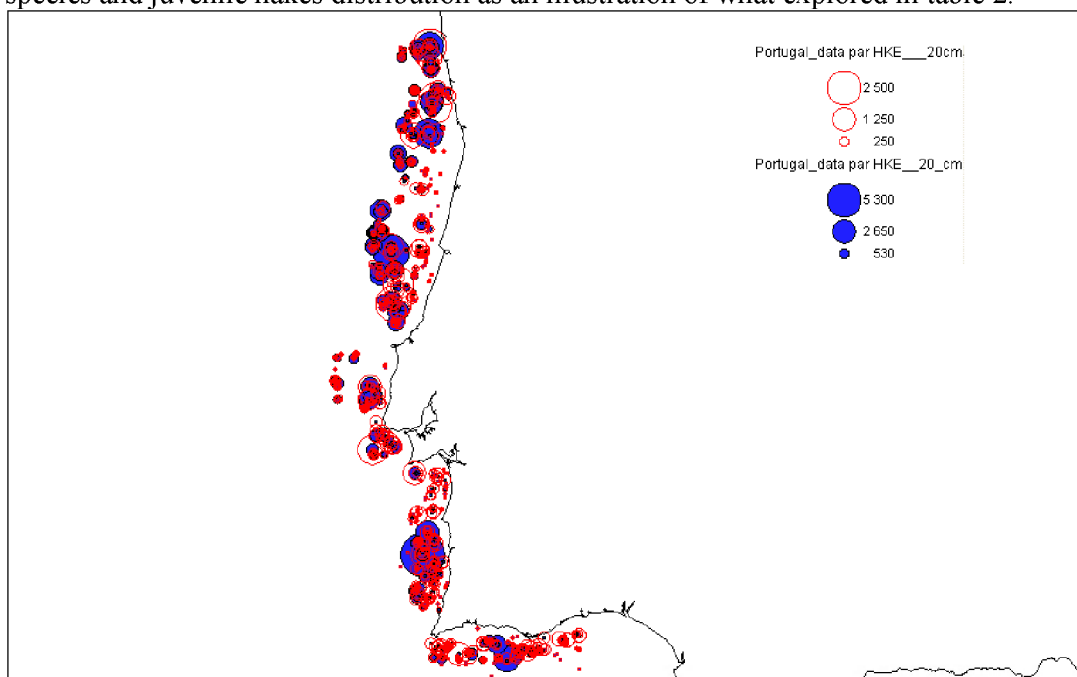 species and juvenile hakes distribution as an illustration of what explored in table 2.
Portugal_data par HKE___20cm
2 500
1 250
250
Portugal_data par HKE__20_cm
5 300
2 650
530